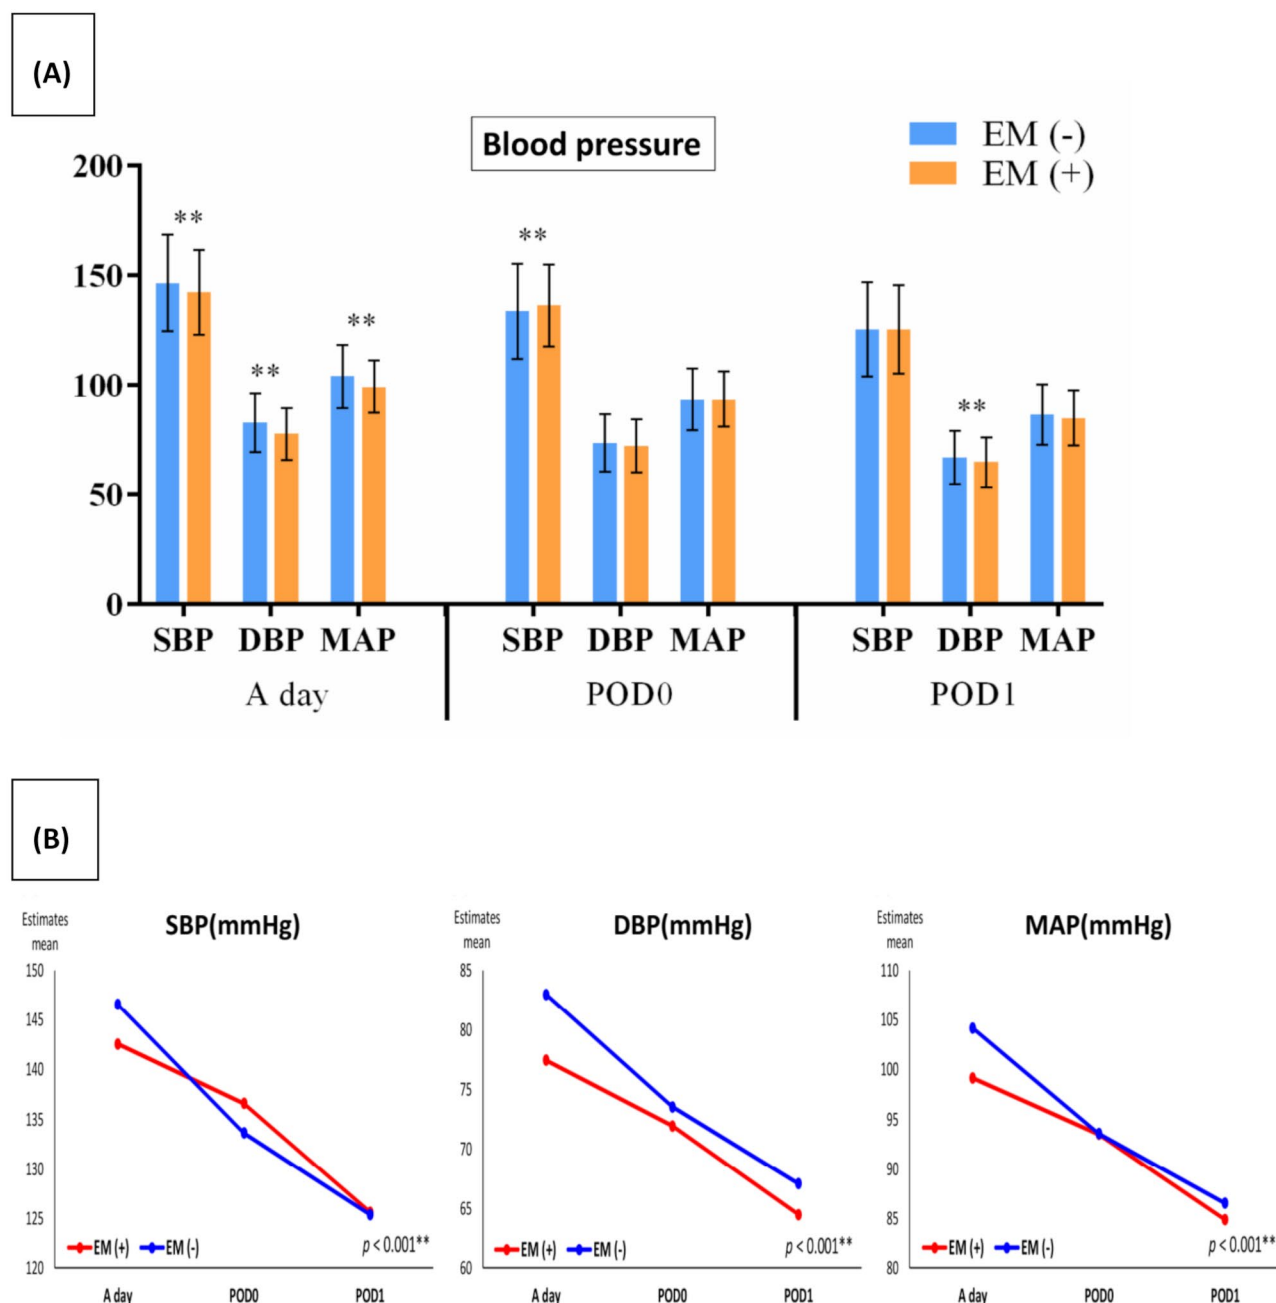 (A)
Blood pressure
EM (-)
EM (+)
200
150
100
50
0
** ** ** ** **
SBP DBP MAP SBP DBP MAP SBP DBP MAP
A day POD0 POD1
(B)
Estimates
mean
SBP(mmHg)
150
145
140
135
130
125
120
EM (+) EM (-)
p < 0.001**
A day POD0 POD1
Estimates
mean
DBP(mmHg)
85
80
75
70
65
60
EM (+) EM (-)
p < 0.001**
A day POD0 POD1
Estimates
mean
MAP(mmHg)
110
105
100
95
90
85
80
EM (+) EM (-)
p < 0.001**
A day POD0 POD1